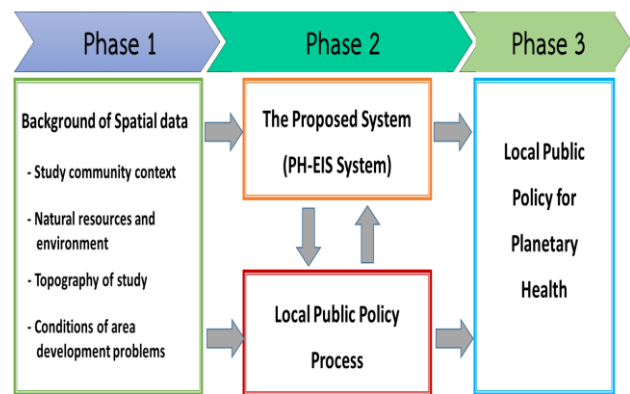 Phase 1
Phase 2
Phase 3
Background of Spatial data
- Study community context
- Natural resources and
environment
- Topography of study
- Conditions of area
development problems
The Proposed System
(PH-EIS System)
Local Public Policy
Process
Local Public
Policy for
Planetary
Health